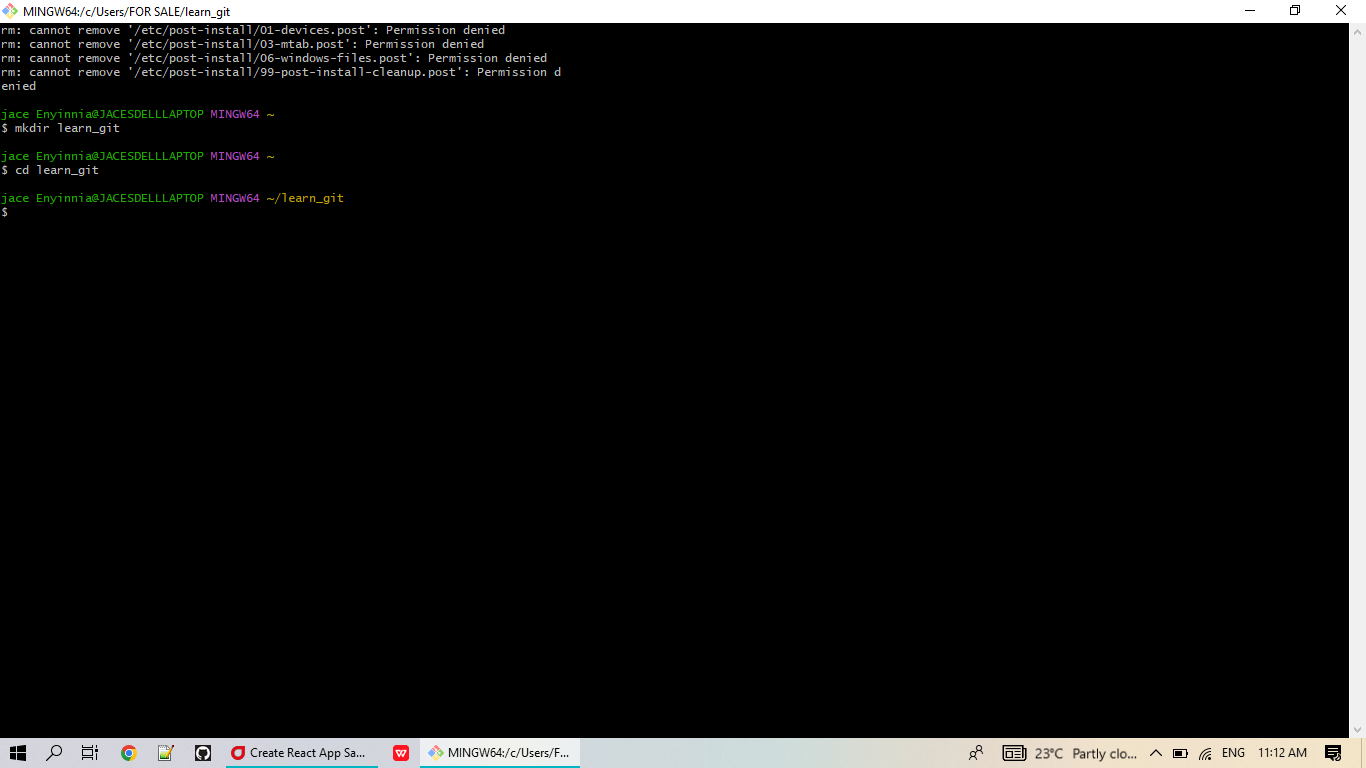 MINGW64:/c/Users/FOR SALE/learn_git
rm: cannot remove '/etc/post-install/01-devices.post': Permission denied
rm: cannot remove '/etc/post-install/03-mtab.post': Permission denied
rm: cannot remove '/etc/post-install/06-windows-files.post': Permission denied
rm: cannot remove '/etc/post-install/99-post-install-cleanup.post': Permission d
enied
jace Enyinnia@JACESDELLLAPTOP MINGW64 ~
$ mkdir learn_git
jace Enyinnia@JACESDELLLAPTOP MINGW64 ~
$ cd learn_git
jace Enyinnia@JACESDELLLAPTOP MINGW64 ~/learn_git
$
Create React App Sa... MINGW64:/c/Users/F... 23°C Partly clo... ENG 11:12 AM